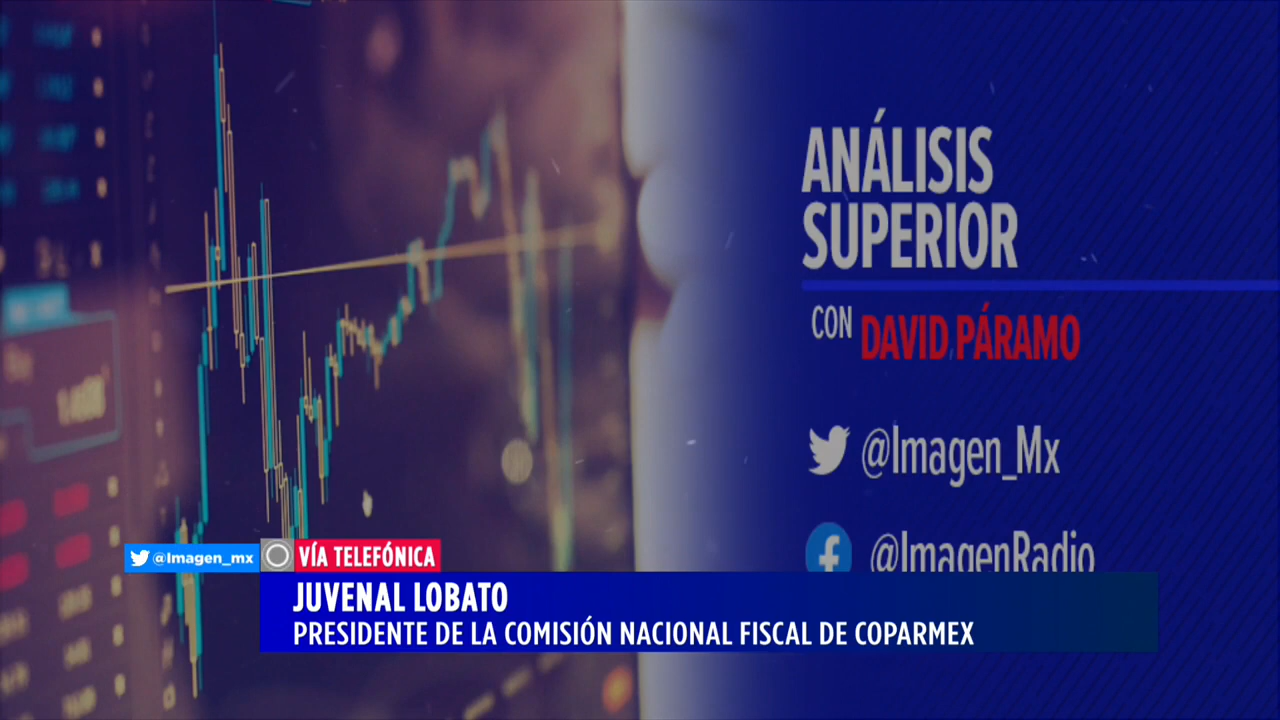 ANÁLISIS
SUPERIOR
CON DAVID PÁRAMO
@Imagen_Mx
@ImagenRadio
@Imagen_mx
VÍA TELEFÓNICA
JUVENAL LOBATO
PRESIDENTE DE LA COMISIÓN NACIONAL FISCAL DE COPARMEX